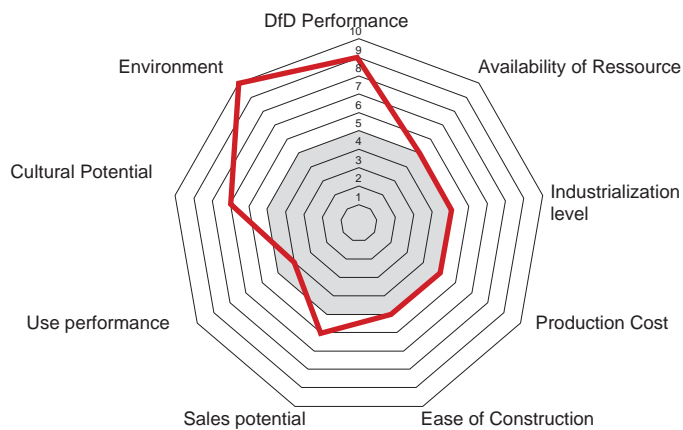 DfD Performance
10
9
8
7
6
5
4
3
2
1
Environment
Availability of Ressource
Cultural Potential
Industrialization
level
Use performance
Production Cost
Sales potential
Ease of Construction